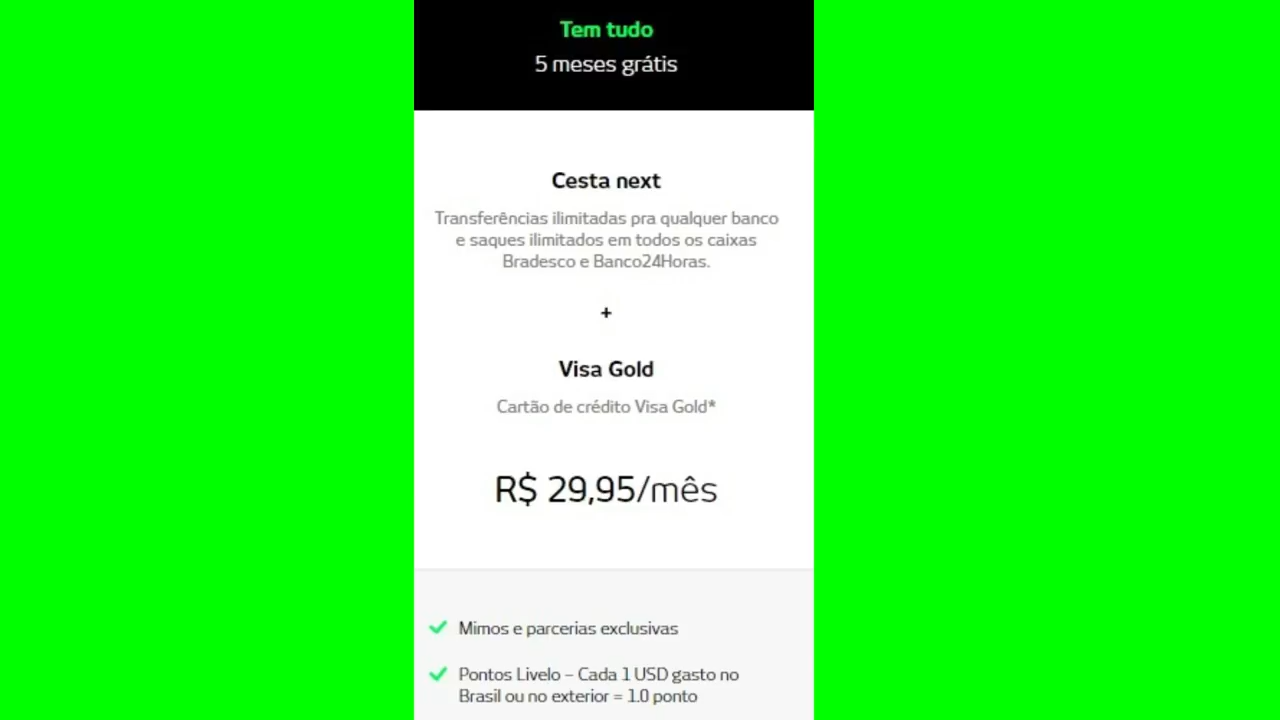 Tem tudo
5 meses grátis
Cesta next
Transferências ilimitadas pra qualquer banco
e saques ilimitados em todos os caixas
Bradesco e Banco24Horas.
+
Visa Gold
Cartão de crédito Visa Gold*
R$ 29,95/mês
Mimos e parcerias exclusivas
Pontos Livelo – Cada 1 USD gasto no
Brasil ou no exterior = 1.0 ponto